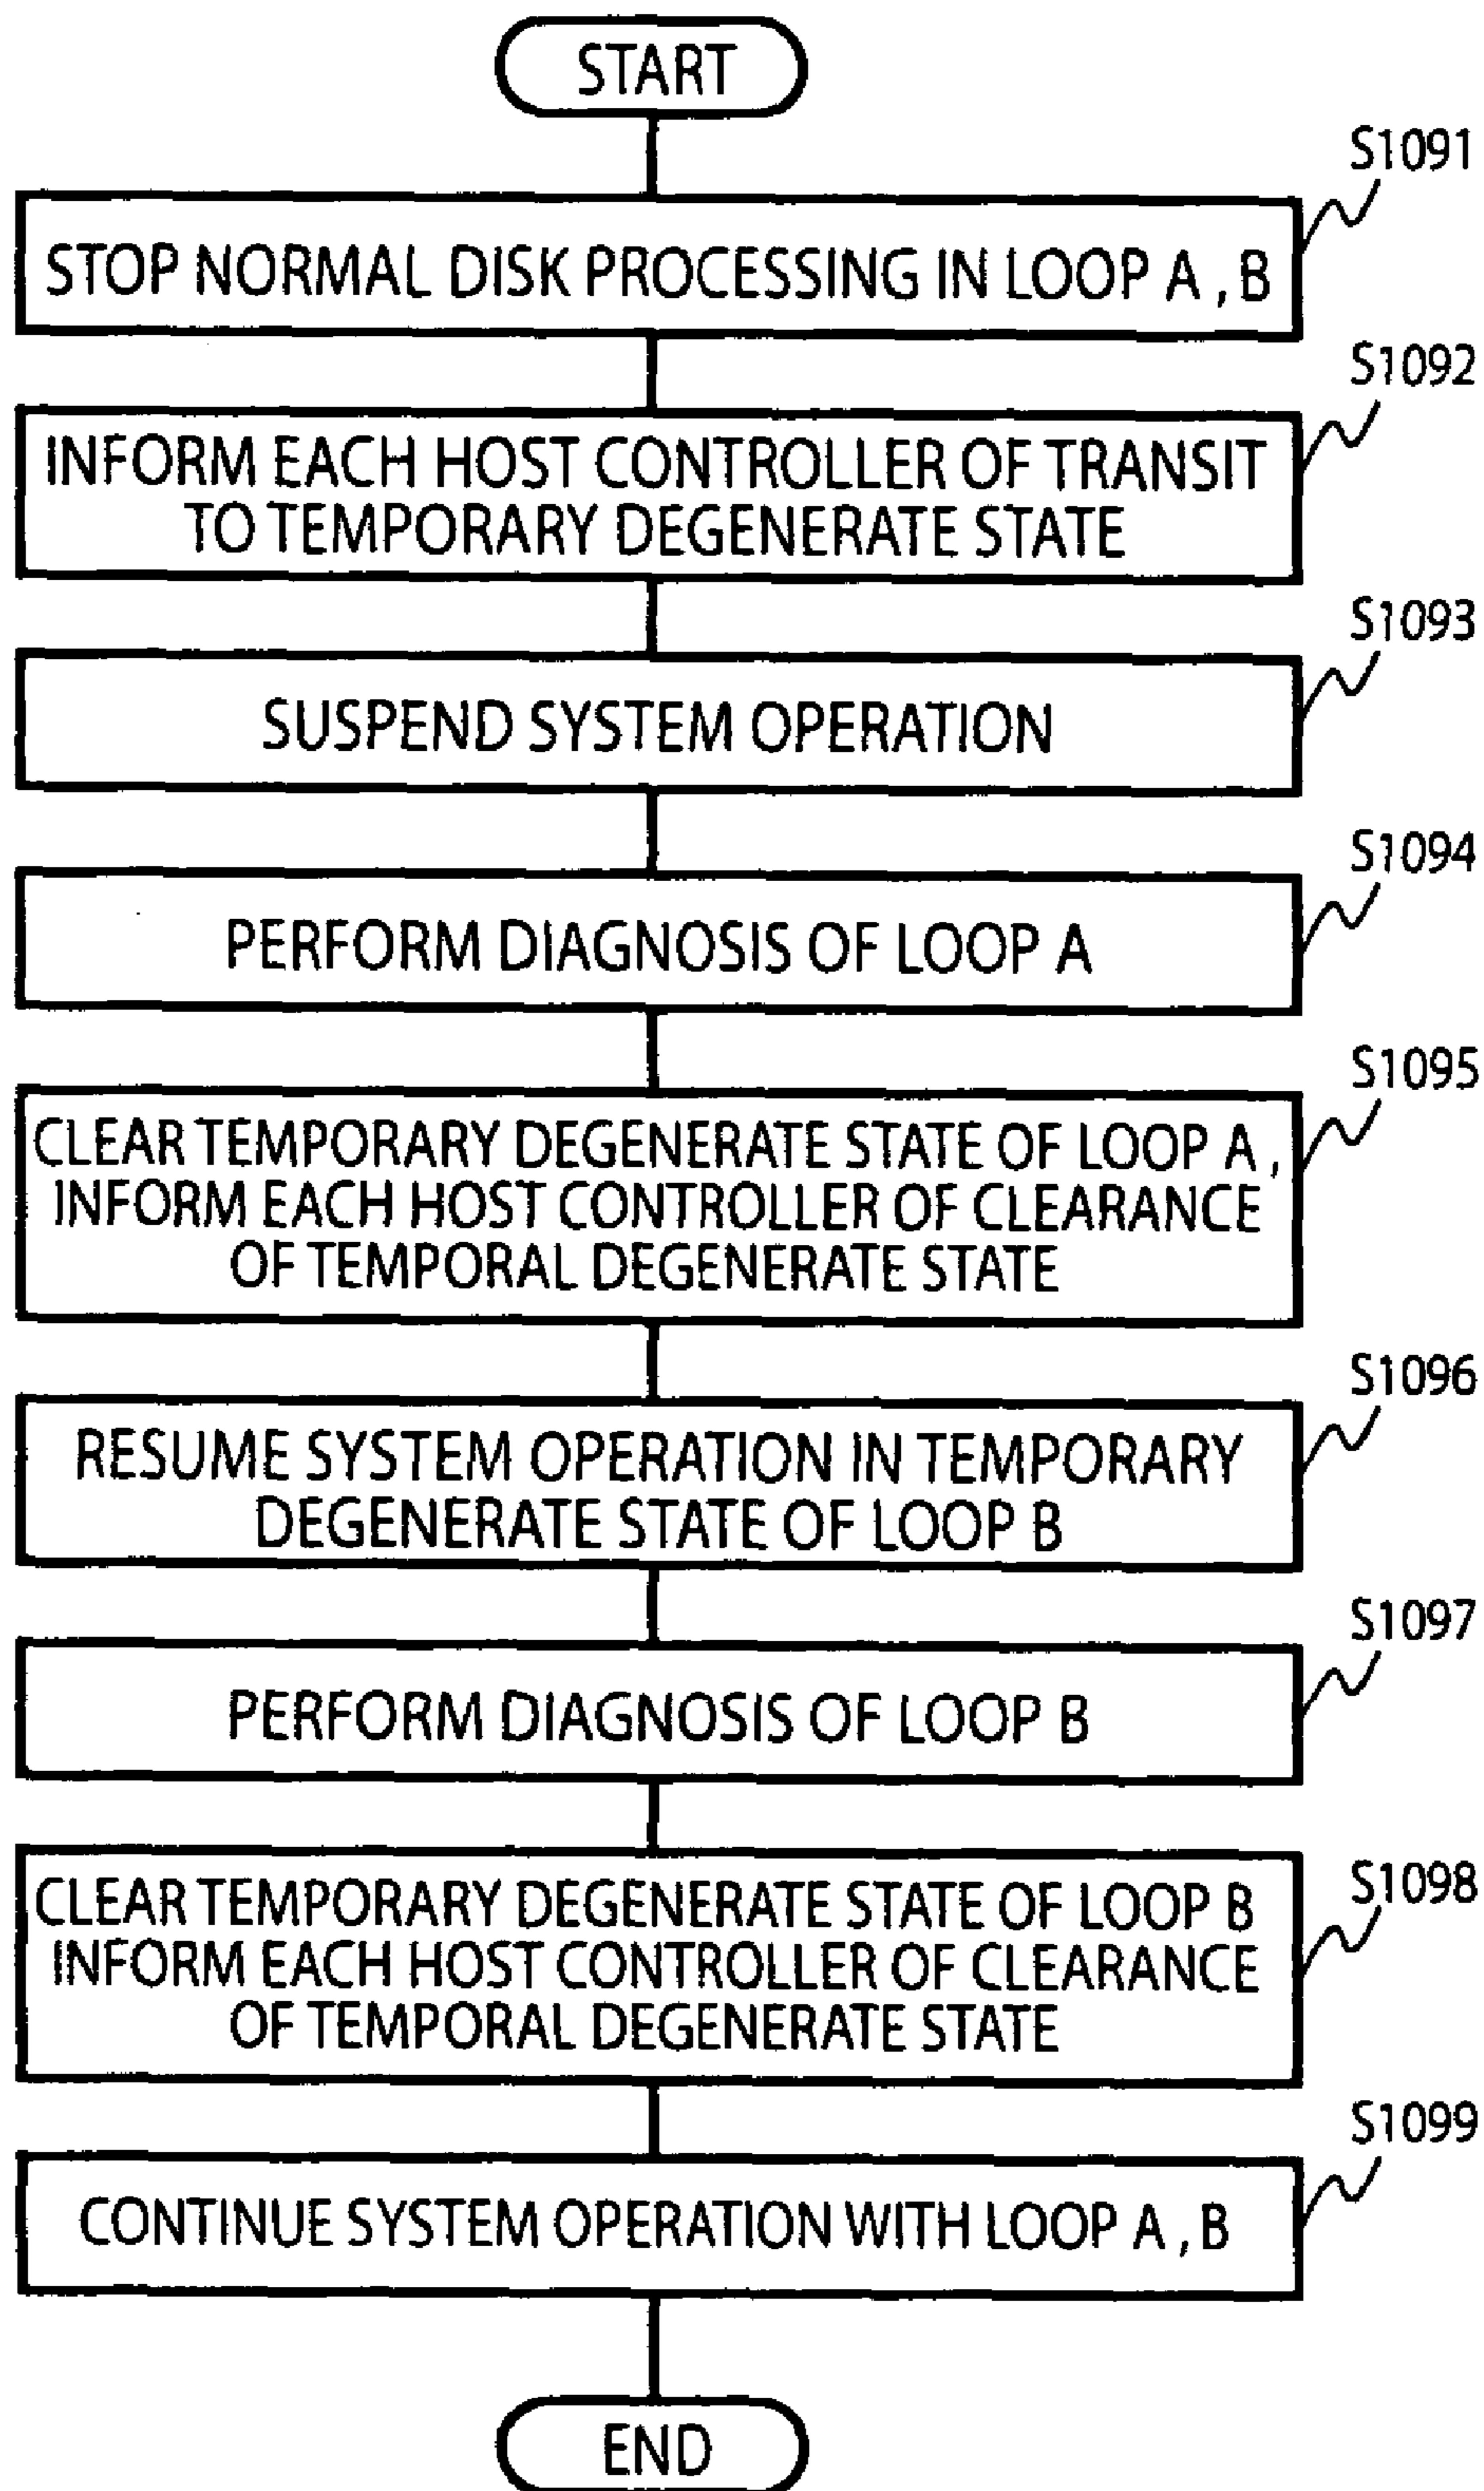 START
S1091
STOP NORMAL DISK PROCESSING IN LOOP A , B
S1092
INFORM EACH HOST CONTROLLER OF TRANSIT
TO TEMPORARY DEGENERATE STATE
S1093
SUSPEND SYSTEM OPERATION
S1094
PERFORM DIAGNOSIS OF LOOP A
S1095
CLEAR TEMPORARY DEGENERATE STATE OF LOOP A ,
INFORM EACH HOST CONTROLLER OF CLEARANCE
OF TEMPORAL DEGENERATE STATE
S1096
RESUME SYSTEM OPERATION IN TEMPORARY
DEGENERATE STATE OF LOOP B
S1097
PERFORM DIAGNOSIS OF LOOP B
S1098
CLEAR TEMPORARY DEGENERATE STATE OF LOOP B
INFORM EACH HOST CONTROLLER OF CLEARANCE
OF TEMPORAL DEGENERATE STATE
S1099
CONTINUE SYSTEM OPERATION WITH LOOP A , B
END